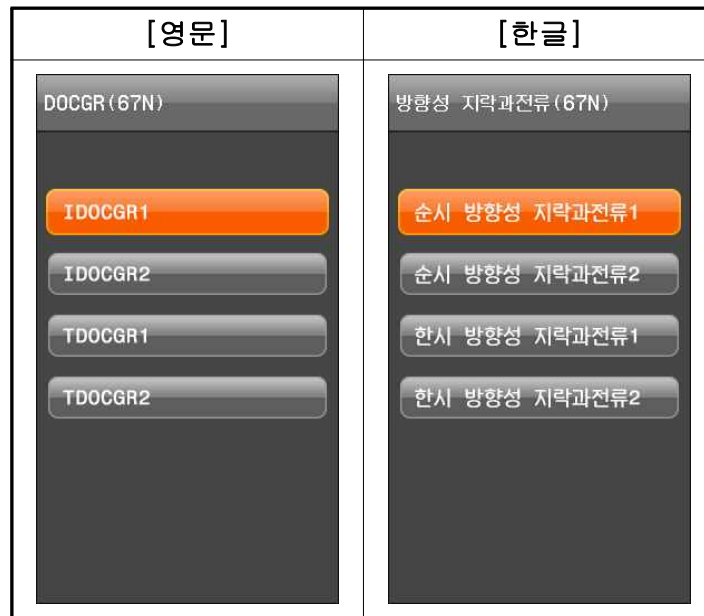 [영문]
[한글]
DOCGR(67N)
IDOCGR1
IDOCGR2
TDOCGR1
TDOCGR2
방향성 지락과전류(67N)
순시 방향성 지락과전류1
순시 방향성 지락과전류2
한시 방향성 지락과전류1
한시 방향성 지락과전류2